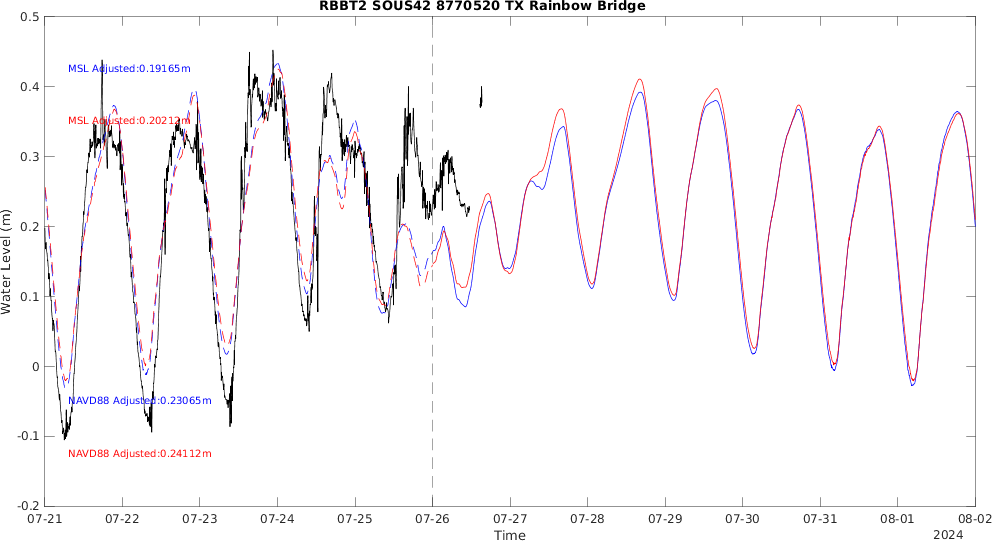 RBBT2 SOUS42 8770520 TX Rainbow Bridge
0.5
MSL Adjusted:0.19165m
0.4
MSL Adjusted:0.20212m
0.3
0.2
Water Level (m)
0.1
0
NAVD88 Adjusted:0.23065m
-0.1
NAVD88 Adjusted:0.24112m
-0.2
07-21 07-22 07-23 07-24 07-25 07-26 07-27 07-28 07-29 07-30 07-31 08-01 08-02
Time
2024